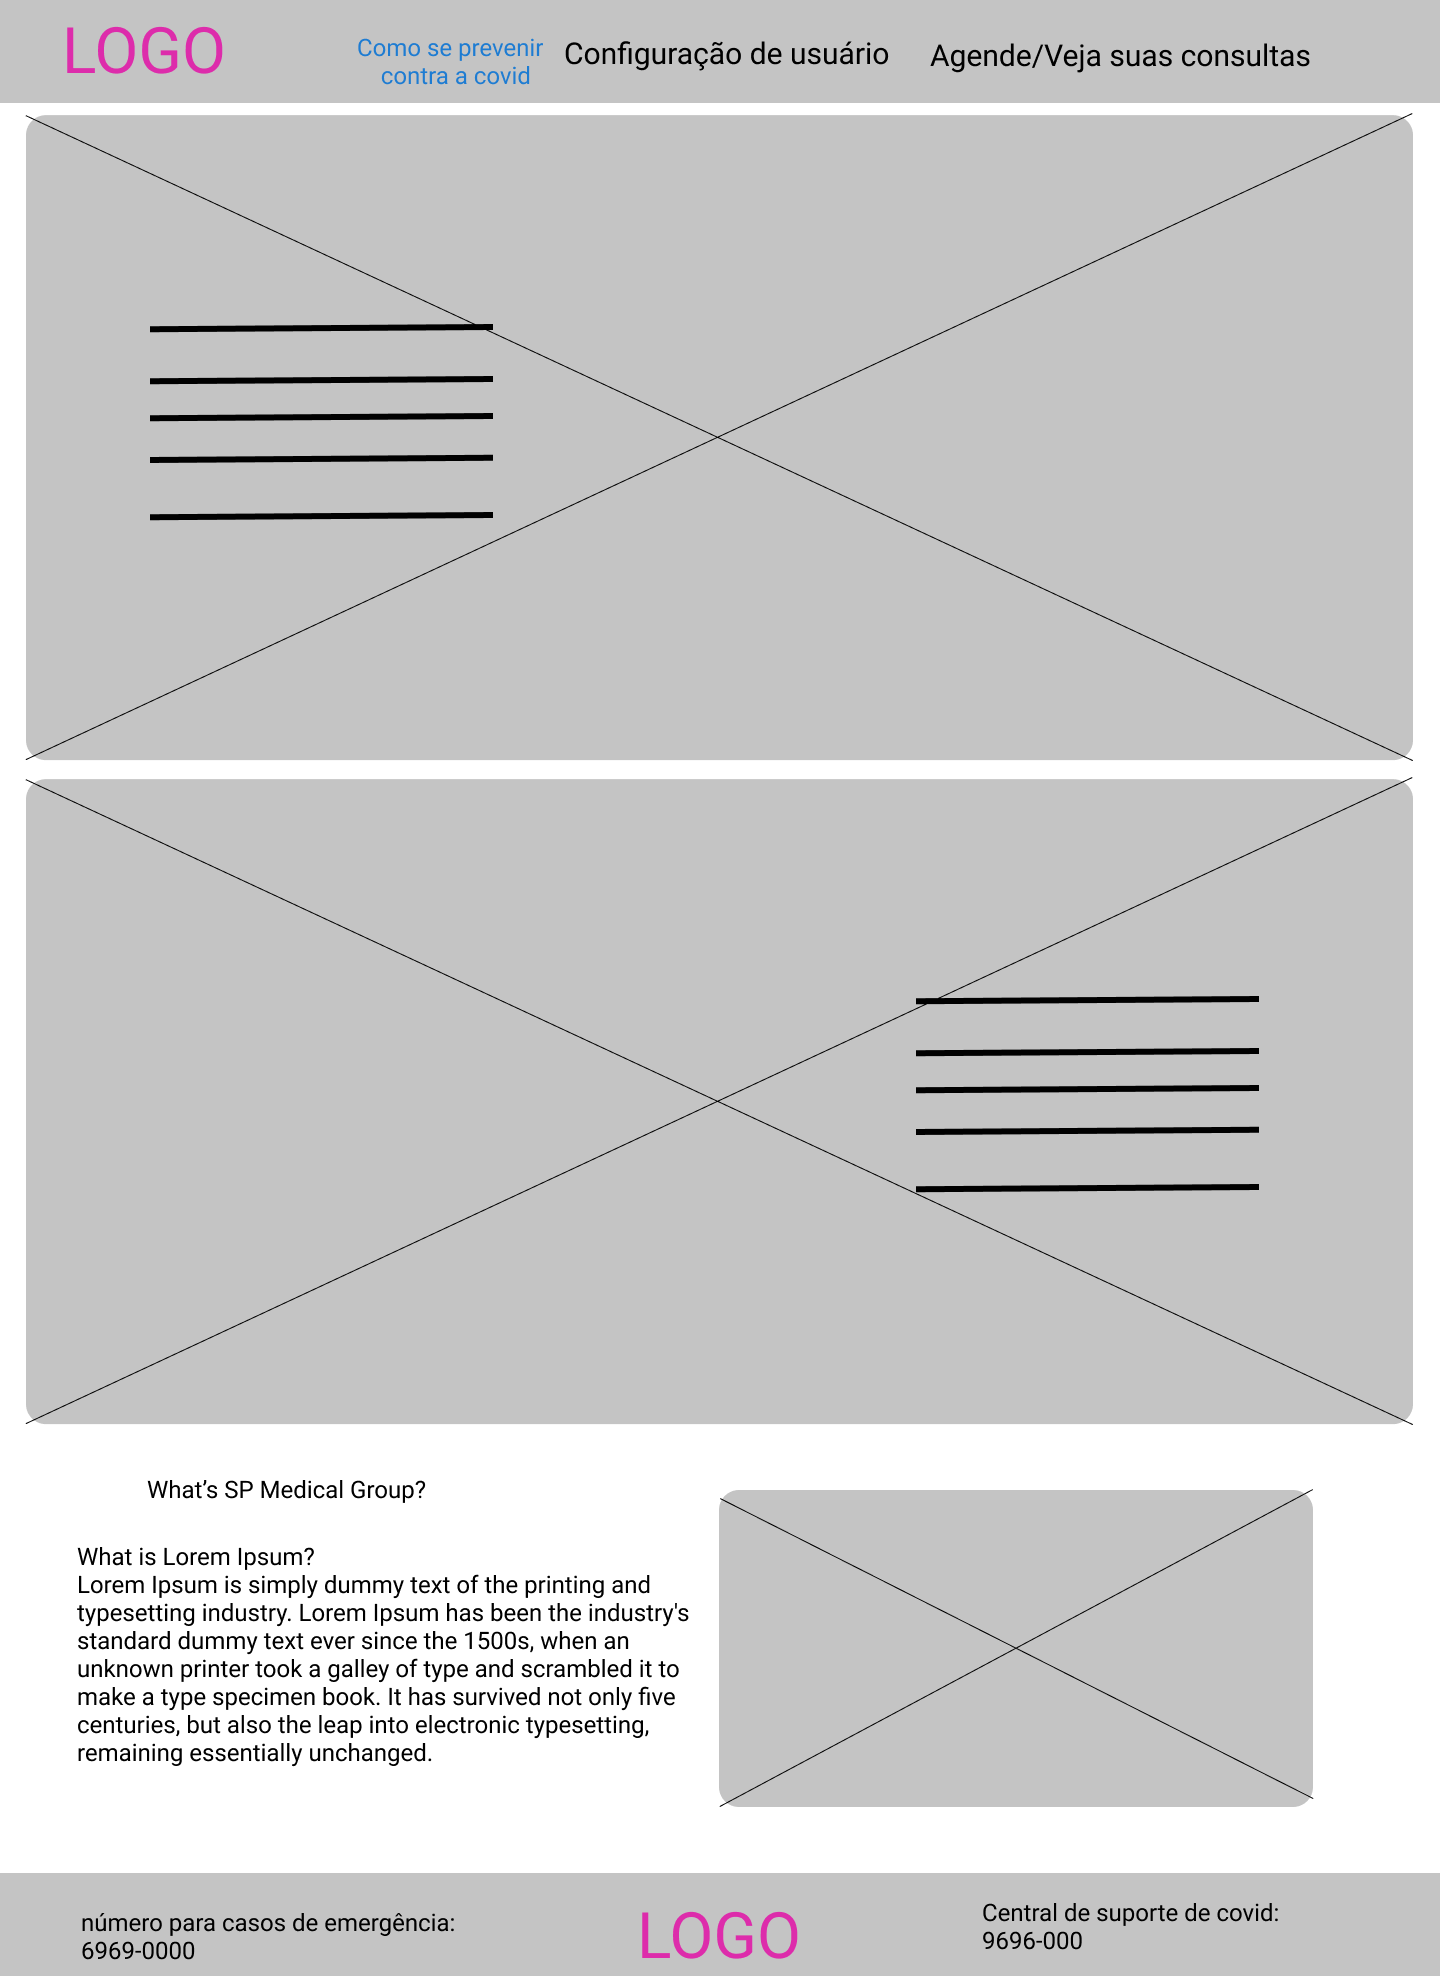 LOGO
Como se prevenir
contra a covid
Configuração de usuário
Agende/Veja suas consultas
What’s SP Medical Group?
What is Lorem Ipsum?
Lorem Ipsum is simply dummy text of the printing and
typesetting industry. Lorem Ipsum has been the industry's
standard dummy text ever since the 1500s, when an
unknown printer took a galley of type and scrambled it to
make a type specimen book. It has survived not only five
centuries, but also the leap into electronic typesetting,
remaining essentially unchanged.
número para casos de emergência:
6969-0000
LOGO
Central de suporte de covid:
9696-000